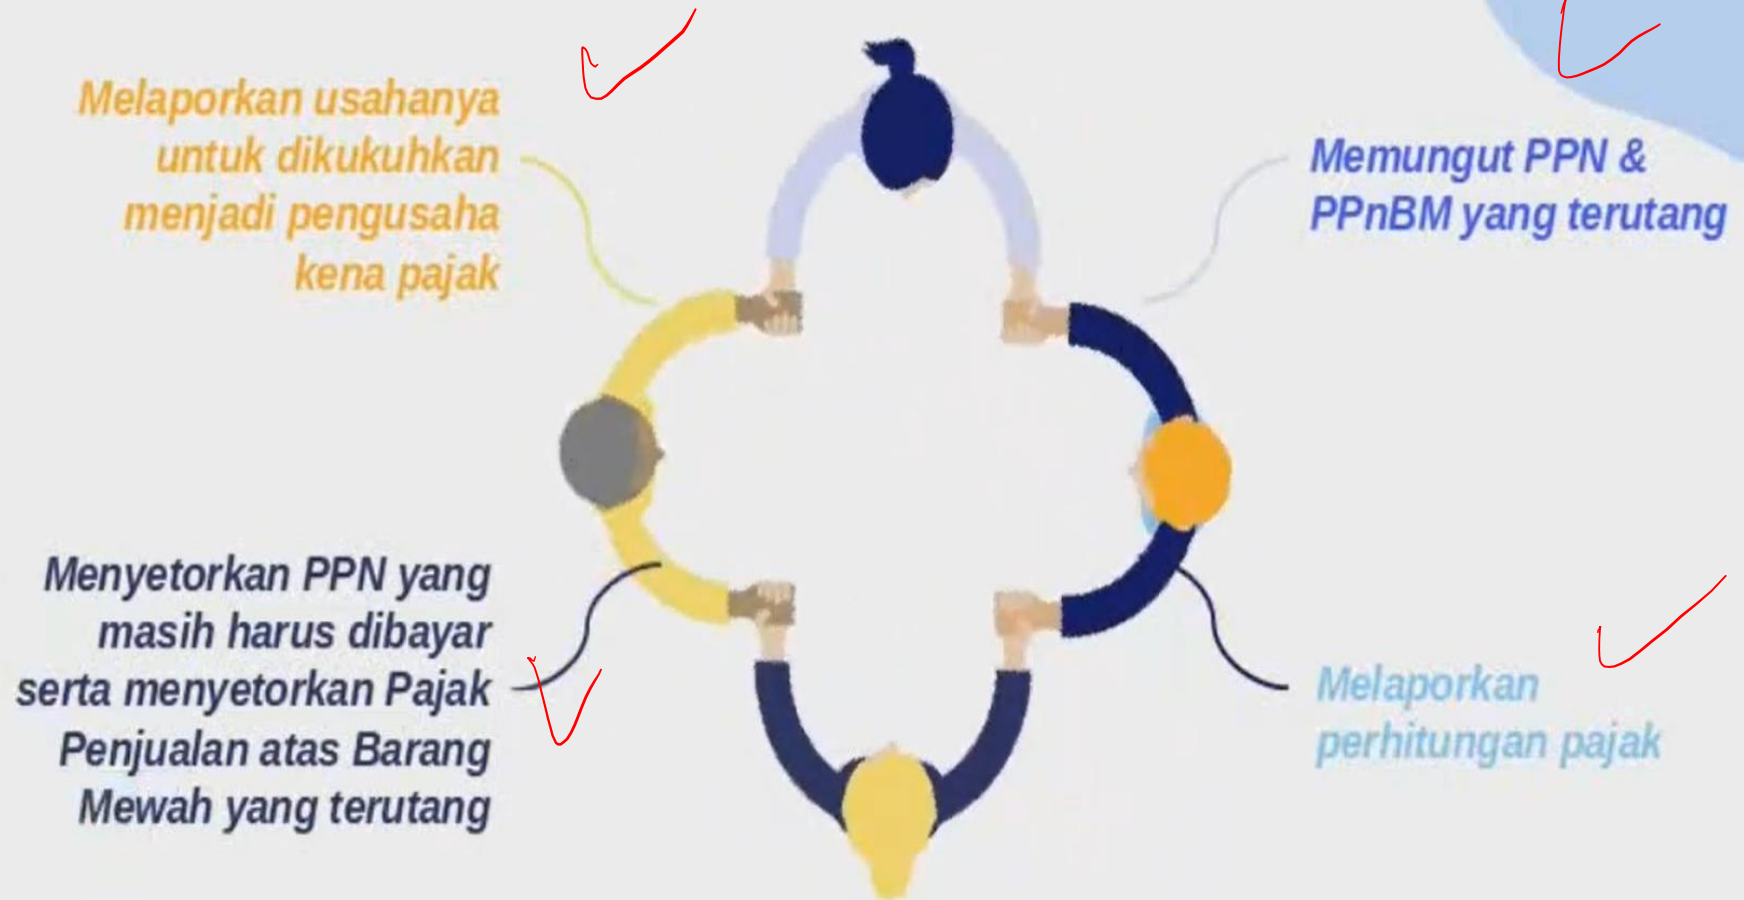 Melaporkan usahanya
untuk dikukuhkan
menjadi pengusaha
kena pajak
Memungut PPN &
PPnBM yang terutang
Menyetorkan PPN yang
masih harus dibayar
serta menyetorkan Pajak
Penjualan atas Barang
Mewah yang terutang
Melaporkan
perhitungan pajak